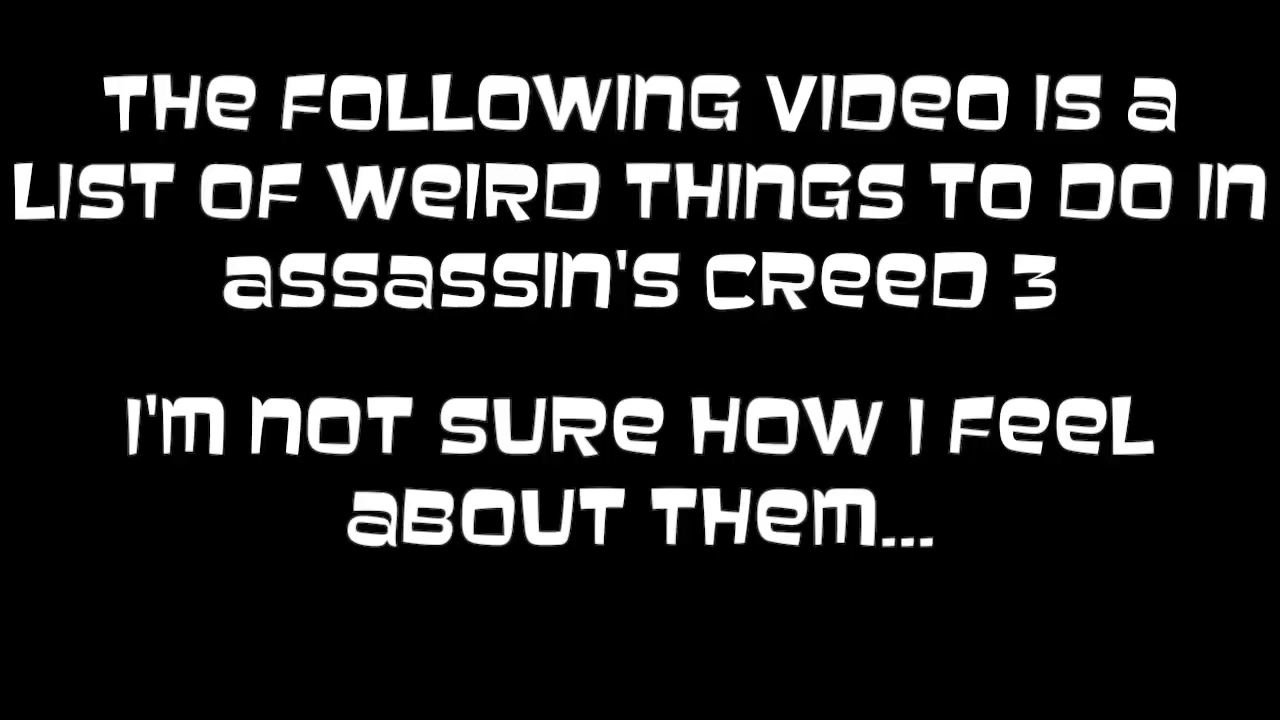 THE FOLLOWING VIDEO IS A
LIST OF WEIRD THINGS TO DO IN
ASSASSIN'S CREED 3
I'M NOT SURE HOW I FEEL
ABOUT THEM...